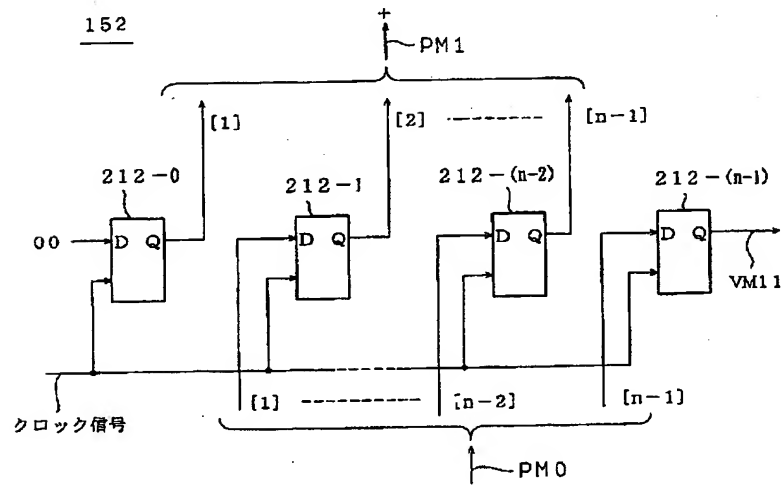 152
+
PM1
[1]
[2]
[n-1]
212-0
212-1
212-(n-2)
212-(n-1)
00
D Q
D Q
D Q
D Q
VM11
[1]
[n-2]
[n-1]
クロック信号
PM0